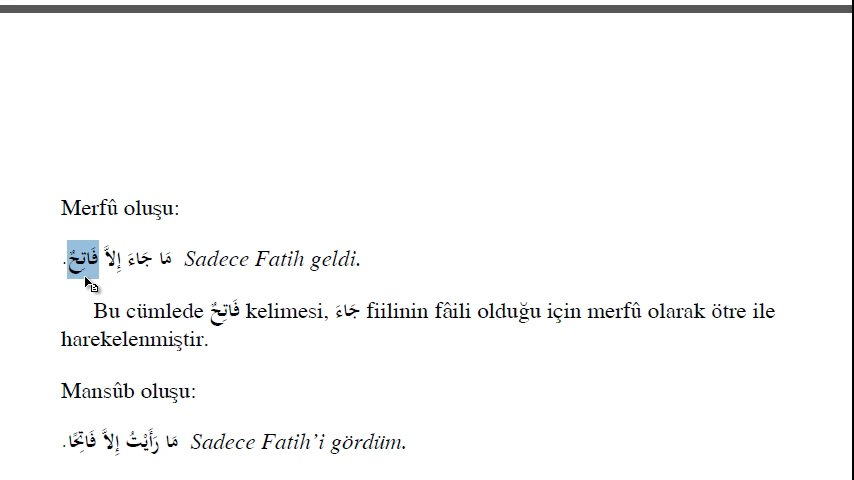 Merfû oluşu:
مَا جَاءَ إِلاَّ فَاتِحٌ. Sadece Fatih geldi.
Bu cümlede فَاتِحٌ kelimesi, جَاءَ fiilinin fâili olduğu için merfû olarak ötre ile
harekelenmiştir.
Mansûb oluşu:
مَا رَأَيْتُ إِلاَّ فَاتِحًا. Sadece Fatih’i gördüm.